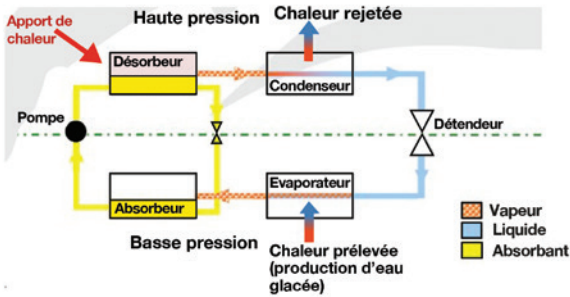 Haute pression
Chaleur rejetée
Apport de
chaleur
Désorbeur
Condenseur
Pompe
Détendeur
Evaporateur
Absorbeur
Vapeur
Liquide
Absorbant
Basse pression
Chaleur prélevée
(production d'eau
glacée)